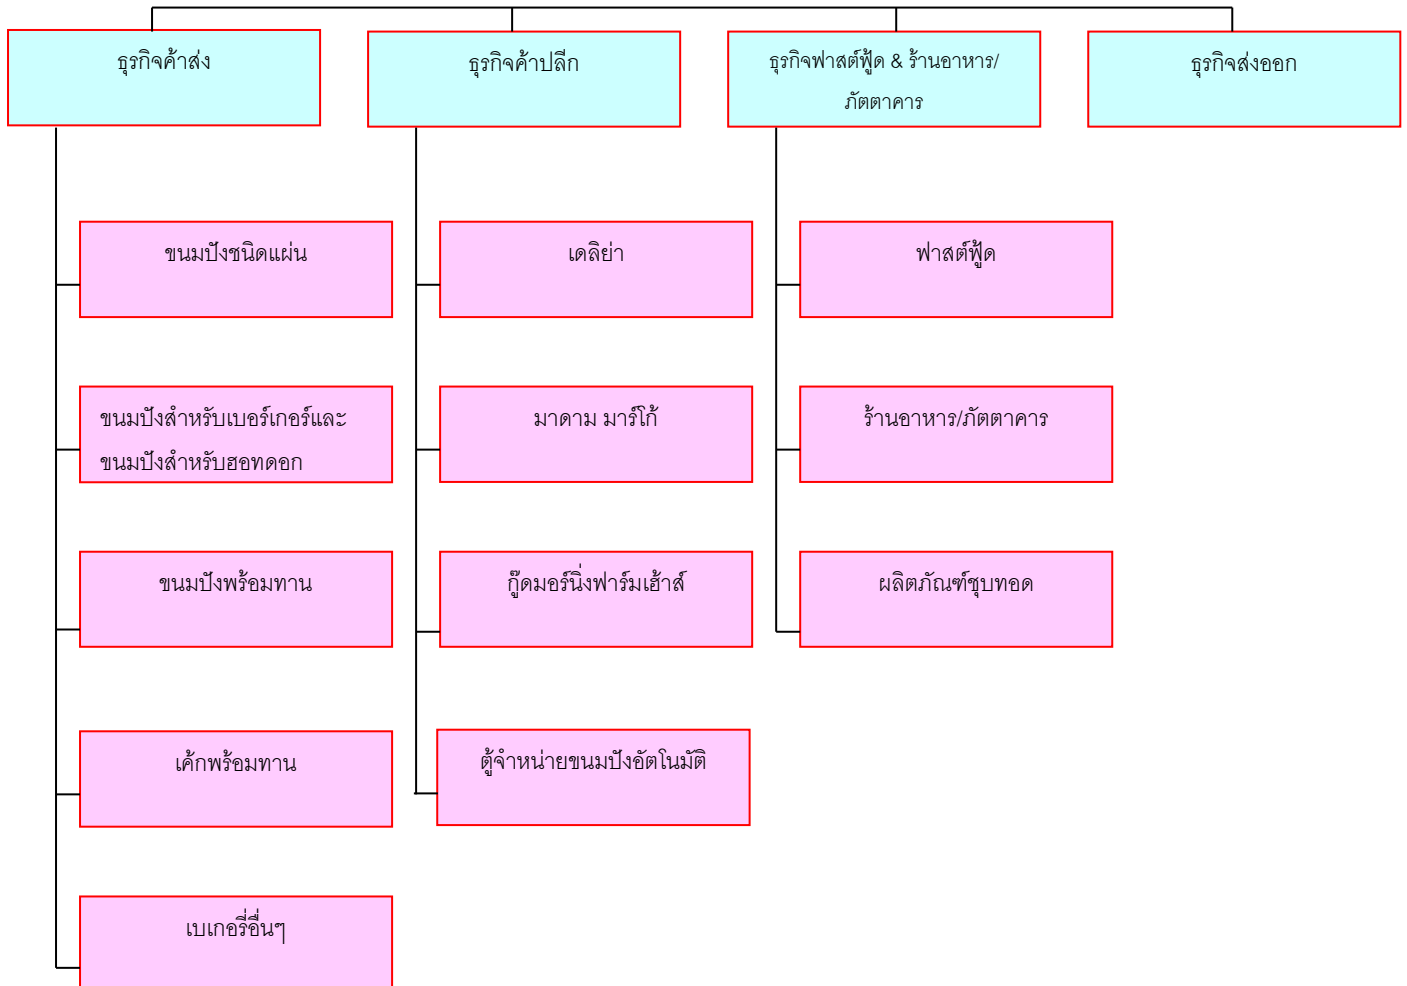 ธุรกิจค้าส่ง
ธุรกิจค้าปลีก
ธุรกิจฟาสต์ฟู้ด & ร้านอาหาร/
ภัตตาคาร
ธุรกิจส่งออก
ขนมปังชนิดแผ่น
เดลิย่า
ฟาสต์ฟู้ด
ขนมปังสำหรับเบอร์เกอร์และ
ขนมปังสำหรับฮอทดอก
มาดาม มาร์โก้
ร้านอาหาร/ภัตตาคาร
ขนมปังพร้อมทาน
กู๊ดมอร์นิ่งฟาร์มเฮ้าส์
ผลิตภัณฑ์ชุบทอด
เค้กพร้อมทาน
ตู้จำหน่ายขนมปังอัตโนมัติ
เบเกอรี่อื่นๆ